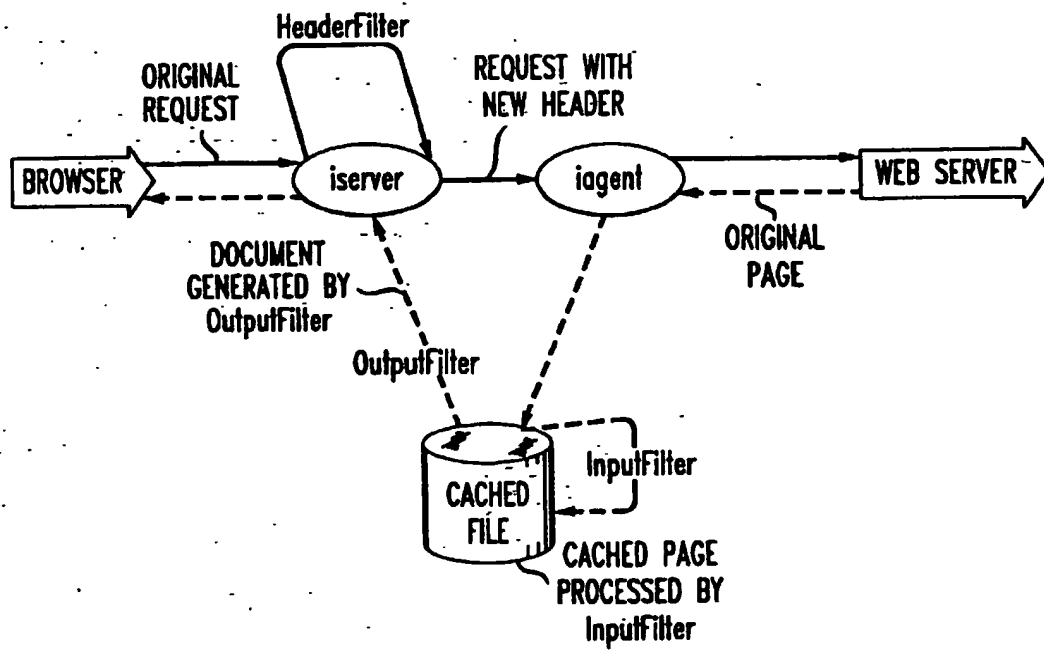 HeaderFilter
ORIGINAL
REQUEST
REQUEST WITH
NEW HEADER
BROWSER
iserver
iagent
WEB SERVER
ORIGINAL
PAGE
DOCUMENT
GENERATED BY
OutputFilter
OutputFilter
InputFilter
CACHED
FILE
CACHED PAGE
PROCESSED BY
InputFilter